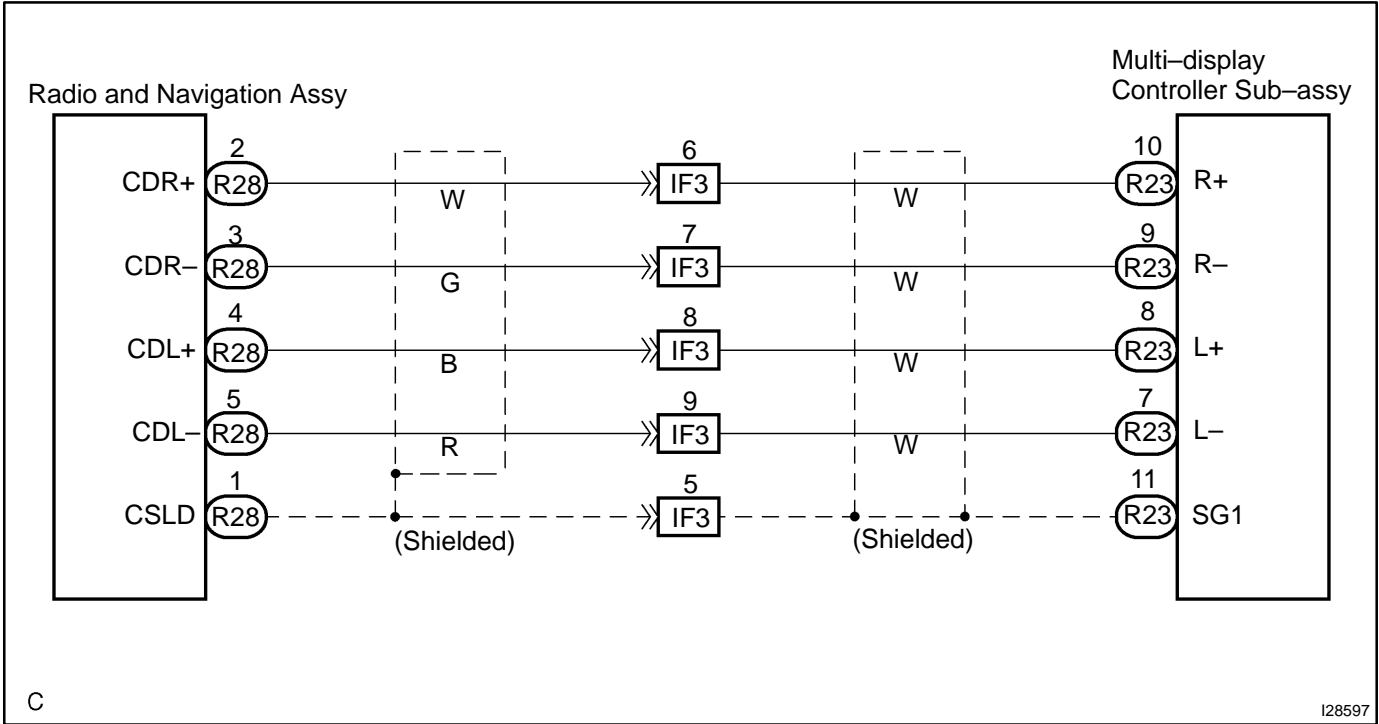 Multi–display
Controller Sub–assy
Radio and Navigation Assy
CDR+ 2 R28 W 6 IF3 W 10 R23 R+
CDR– 3 R28 G 7 IF3 W 9 R23 R–
CDL+ 4 R28 B 8 IF3 W 8 R23 L+
CDL– 5 R28 R 9 IF3 W 7 R23 L–
CSLD 1 R28 (Shielded) 5 IF3 (Shielded) 11 R23 SG1
C
I28597